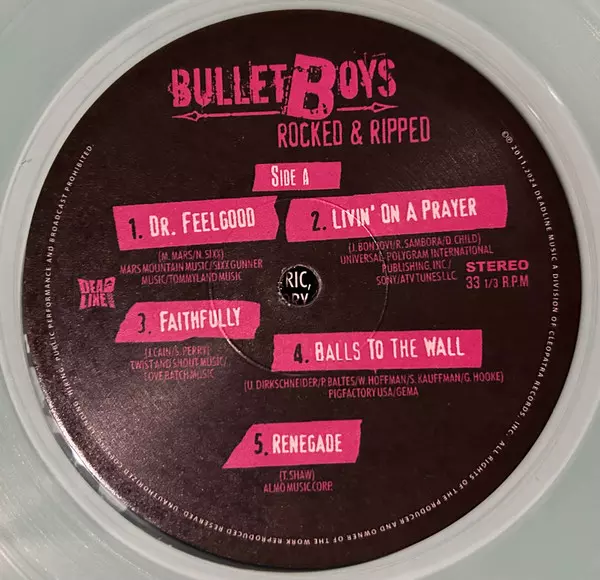 BULLETBOYS
ROCKED & RIPPED
SIDE A
1. DR. FEELGOOD
(M. MARS/N. SIXX)
MARS MOUNTAIN MUSIC/SIXX GUNNER
MUSIC/TOMMYLAND MUSIC
2. LIVIN' ON A PRAYER
(J. BON JOVI/R. SAMBORA/D. CHILD)
UNIVERSAL-POLYGRAM INTERNATIONAL
PUBLISHING, INC./
SONY/ATV TUNES LLC.
STEREO
33 1/3 R.P.M
DEAD
LINE
RIC,
RY
3. FAITHFULLY
(J.CAIN/S. PERRY)
TWIST AND SHOUT MUSIC/
LOVE BATCH MUSIC
4. BALLS TO THE WALL
(U. DIRKSCHNEIDER/P. BALTES/W. HOFFMAN/S. KAUFFMAN/G. HOOKE)
PIGFACTORY USA/GEMA
5. RENEGADE
(T. SHAW)
ALMO MUSIC CORP.
©℗ 2011, 2024 DEADLINE MUSIC A DIVISION OF CLEOPATRA RECORDS INC. ALL RIGHTS OF THE PRODUCER AND OWNER OF THE WORK REPRODUCED RESERVED. UNAUTHORIZED COPYING, HIRING, PUBLIC PERFORMANCE AND BROADCAST PROHIBITED.